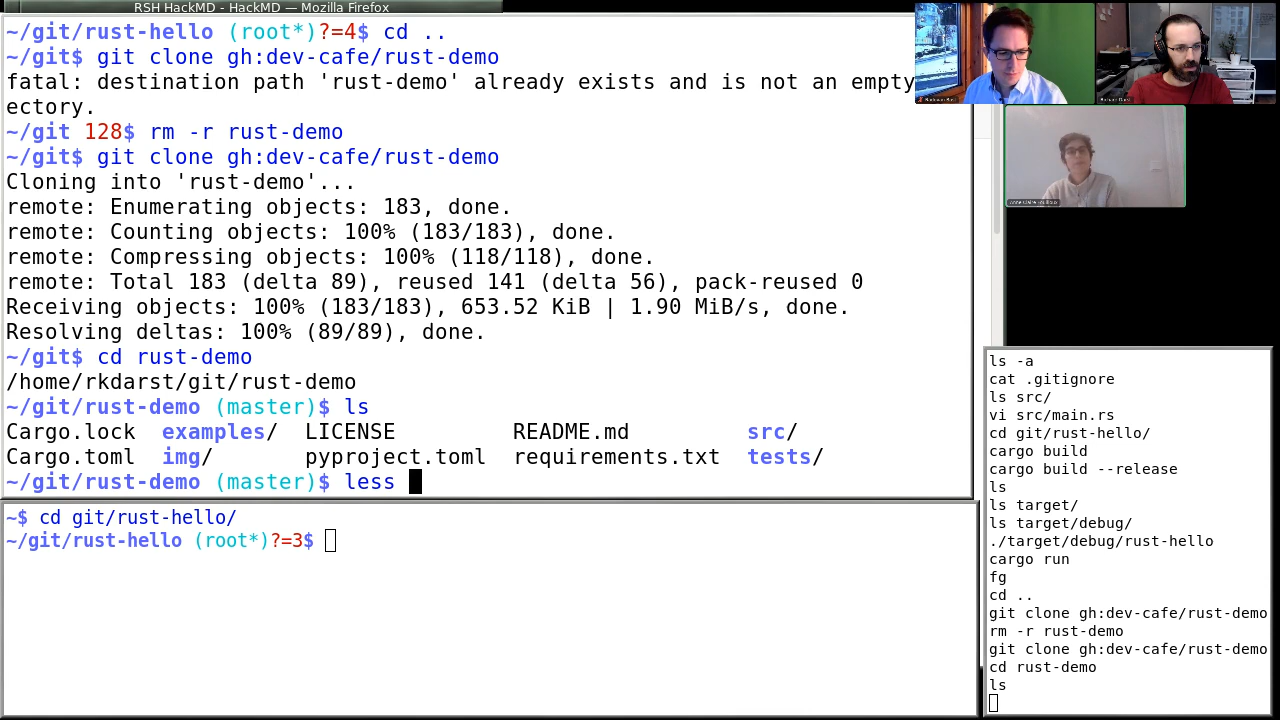 RSH HackMD - HackMD — Mozilla Firefox
~/git/rust-hello (root*)?=4$ cd ..
~/git$ git clone gh:dev-cafe/rust-demo
fatal: destination path 'rust-demo' already exists and is not an empty
ectory.
~/git 128$ rm -r rust-demo
~/git$ git clone gh:dev-cafe/rust-demo
Cloning into 'rust-demo'...
remote: Enumerating objects: 183, done.
remote: Counting objects: 100% (183/183), done.
remote: Compressing objects: 100% (118/118), done.
remote: Total 183 (delta 89), reused 141 (delta 56), pack-reused 0
Receiving objects: 100% (183/183), 653.52 KiB | 1.90 MiB/s, done.
Resolving deltas: 100% (89/89), done.
~/git$ cd rust-demo
/home/rkdarst/git/rust-demo
~/git/rust-demo (master)$ ls
Cargo.lock examples/ LICENSE README.md src/
Cargo.toml img/ pyproject.toml requirements.txt tests/
~/git/rust-demo (master)$ less
~$ cd git/rust-hello/
~/git/rust-hello (root*)?=3$
ls -a
cat .gitignore
ls src/
vi src/main.rs
cd git/rust-hello/
cargo build
cargo build --release
ls
ls target/
ls target/debug/
./target/debug/rust-hello
cargo run
fg
cd ..
git clone gh:dev-cafe/rust-demo
rm -r rust-demo
git clone gh:dev-cafe/rust-demo
cd rust-demo
ls